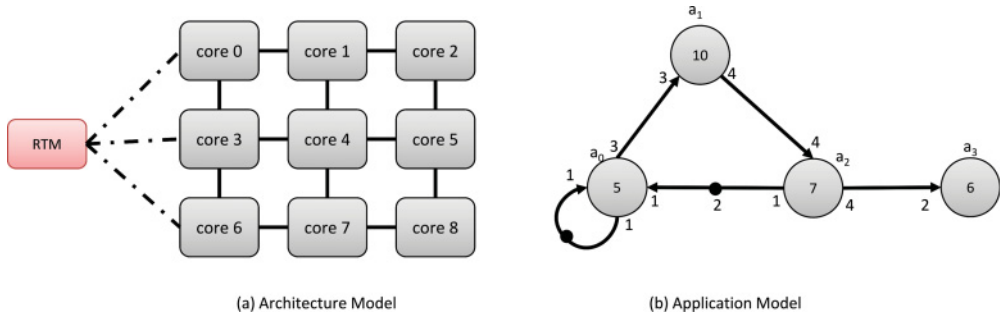 core 0 core 1 core 2
RTM
core 3 core 4 core 5
core 6 core 7 core 8
(a) Architecture Model
a₁
10
3 4
3 4
a₀ a₂ a₃
1 5 1 2 1 7 4 2 6
1
(b) Application Model